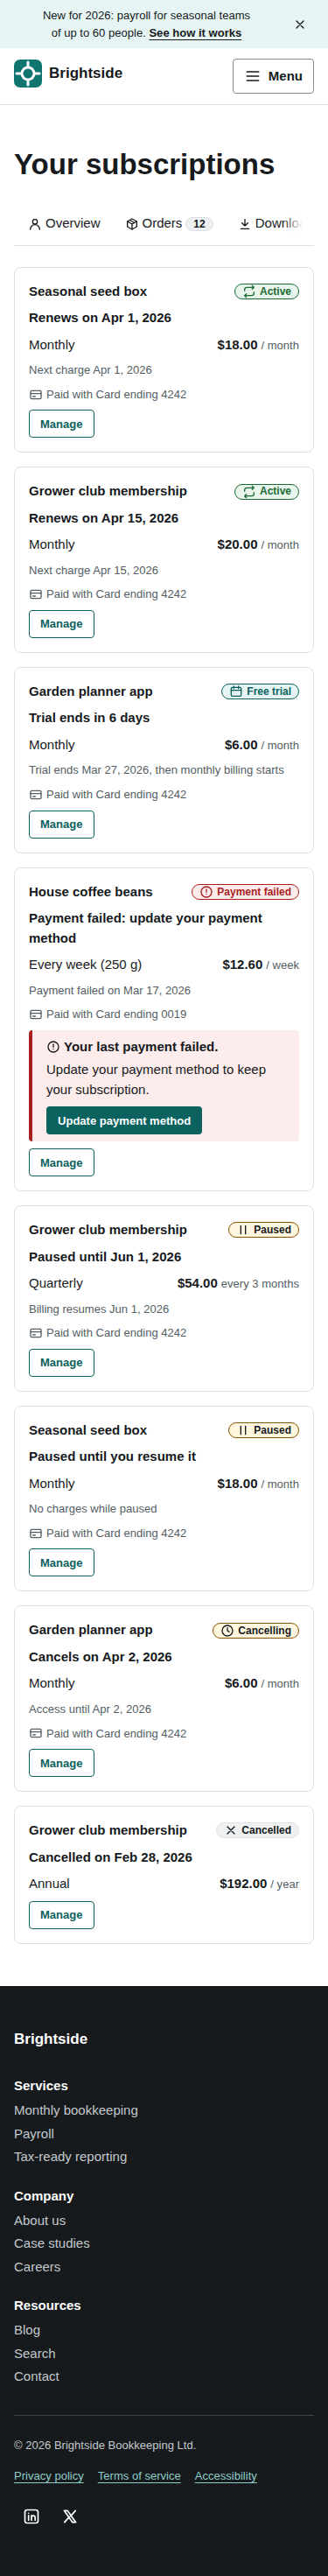 New for 2026: payroll for seasonal teams
of up to 60 people. See how it works
Brightside
Menu
Your subscriptions
Overview
Orders 12
Downlo
Seasonal seed box
Active
Renews on Apr 1, 2026
Monthly
$18.00 / month
Next charge Apr 1, 2026
Paid with Card ending 4242
Manage
Grower club membership
Active
Renews on Apr 15, 2026
Monthly
$20.00 / month
Next charge Apr 15, 2026
Paid with Card ending 4242
Manage
Garden planner app
Free trial
Trial ends in 6 days
Monthly
$6.00 / month
Trial ends Mar 27, 2026, then monthly billing starts
Paid with Card ending 4242
Manage
House coffee beans
Payment failed
Payment failed: update your payment
method
Every week (250 g)
$12.60 / week
Payment failed on Mar 17, 2026
Paid with Card ending 0019
Your last payment failed.
Update your payment method to keep
your subscription.
Update payment method
Manage
Grower club membership
Paused
Paused until Jun 1, 2026
Quarterly
$54.00 every 3 months
Billing resumes Jun 1, 2026
Paid with Card ending 4242
Manage
Seasonal seed box
Paused
Paused until you resume it
Monthly
$18.00 / month
No charges while paused
Paid with Card ending 4242
Manage
Garden planner app
Cancelling
Cancels on Apr 2, 2026
Monthly
$6.00 / month
Access until Apr 2, 2026
Paid with Card ending 4242
Manage
Grower club membership
Cancelled
Cancelled on Feb 28, 2026
Annual
$192.00 / year
Manage
Brightside
Services
Monthly bookkeeping
Payroll
Tax-ready reporting
Company
About us
Case studies
Careers
Resources
Blog
Search
Contact
© 2026 Brightside Bookkeeping Ltd.
Privacy policy
Terms of service
Accessibility